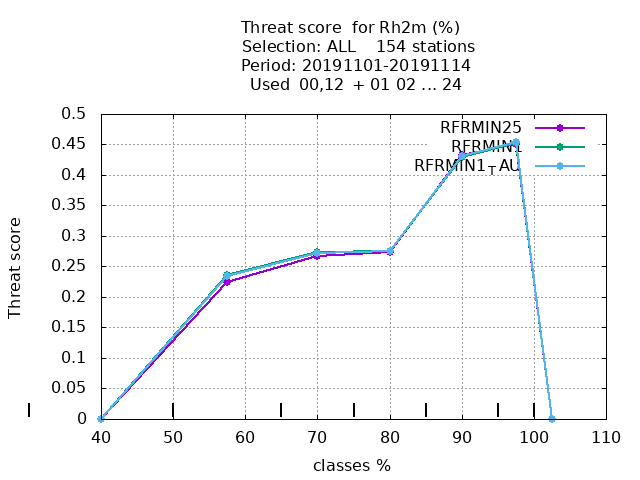 Threat score for Rh2m (%)
Selection: ALL 154 stations
Period: 20191101-20191114
Used 00,12 + 01 02 ... 24
RFRMIN25
RFRMIN1
RFRMIN1TAU
0.5
0.45
0.4
0.35
0.3
0.25
0.2
0.15
0.1
0.05
0
Threat score
40 50 60 70 80 90 100 110
classes %